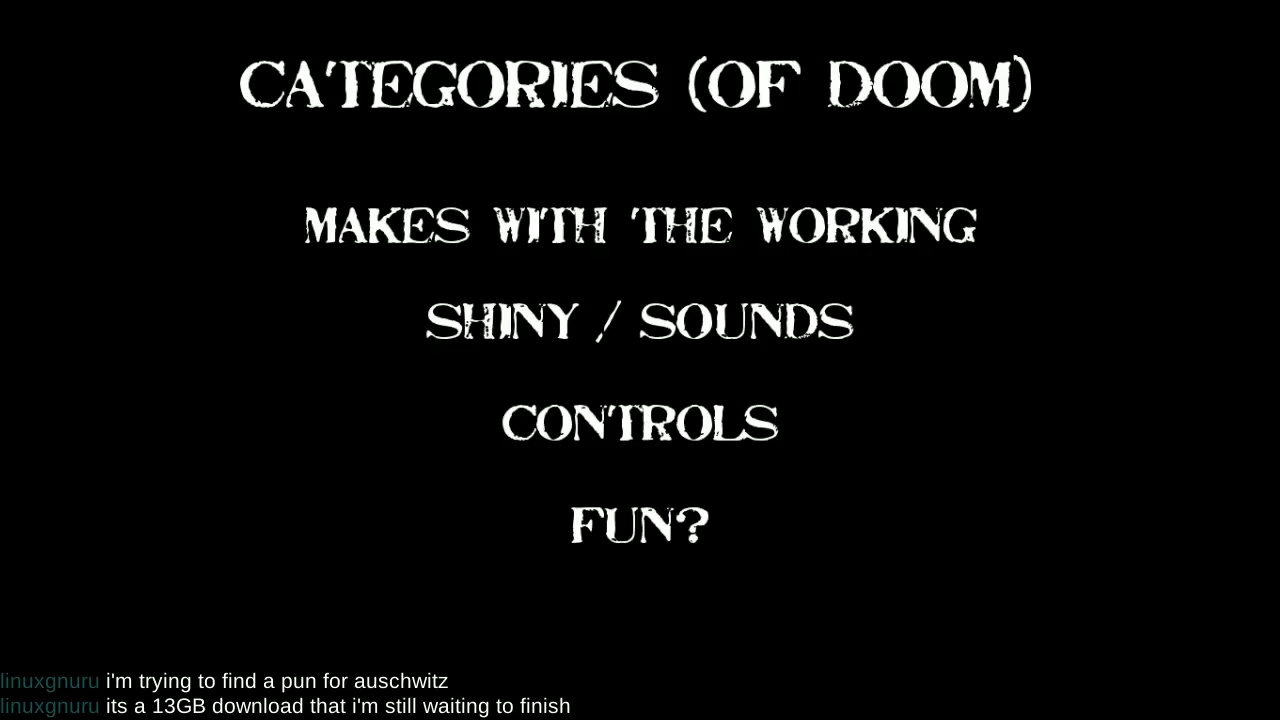 CATEGORIES (OF DOOM)
MAKES WITH THE WORKING
SHINY / SOUNDS
CONTROLS
FUN?
linuxgnuru i'm trying to find a pun for auschwitz
linuxgnuru its a 13GB download that i'm still waiting to finish